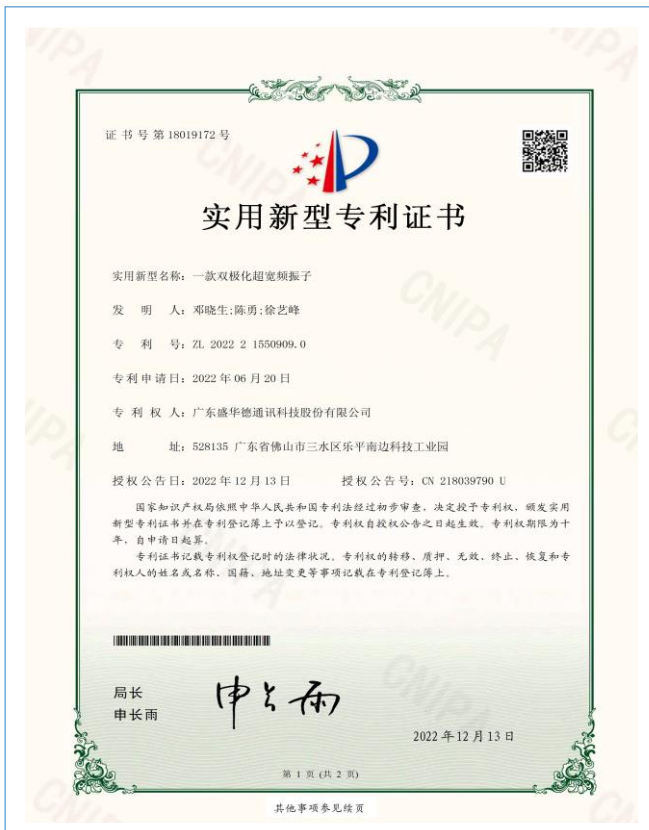 证书号第18019172号
实用新型专利证书
实用新型名称：一款双极化超宽频振子
发 明 人：邓晓生;陈勇;徐艺峰
专 利 号：ZL 2022 2 1550909.0
专利申请日：2022年06月20日
专 利 权 人：广东盛华德通讯科技股份有限公司
地 址：528135 广东省佛山市三水区乐平南边科技工业园
授权公告日：2022年12月13日 授权公告号：CN 218039790 U
国家知识产权局依照中华人民共和国专利法经过初步审查，决定授予专利权，颁发实用
新型专利证书并在专利登记簿上予以登记。专利权自授权公告之日起生效。专利权期限为十
年，自申请日起算。
专利证书记载专利权登记时的法律状况。专利权的转移、质押、无效、终止、恢复和专
利权人的姓名或名称、国籍、地址变更等事项记载在专利登记簿上。
局长
申长雨
申长雨
2022年12月13日
第 1 页 (共 2 页)
其他事项参见续页
CNIPA
CNIPA
CNIPA
CNIPA
CNIPA